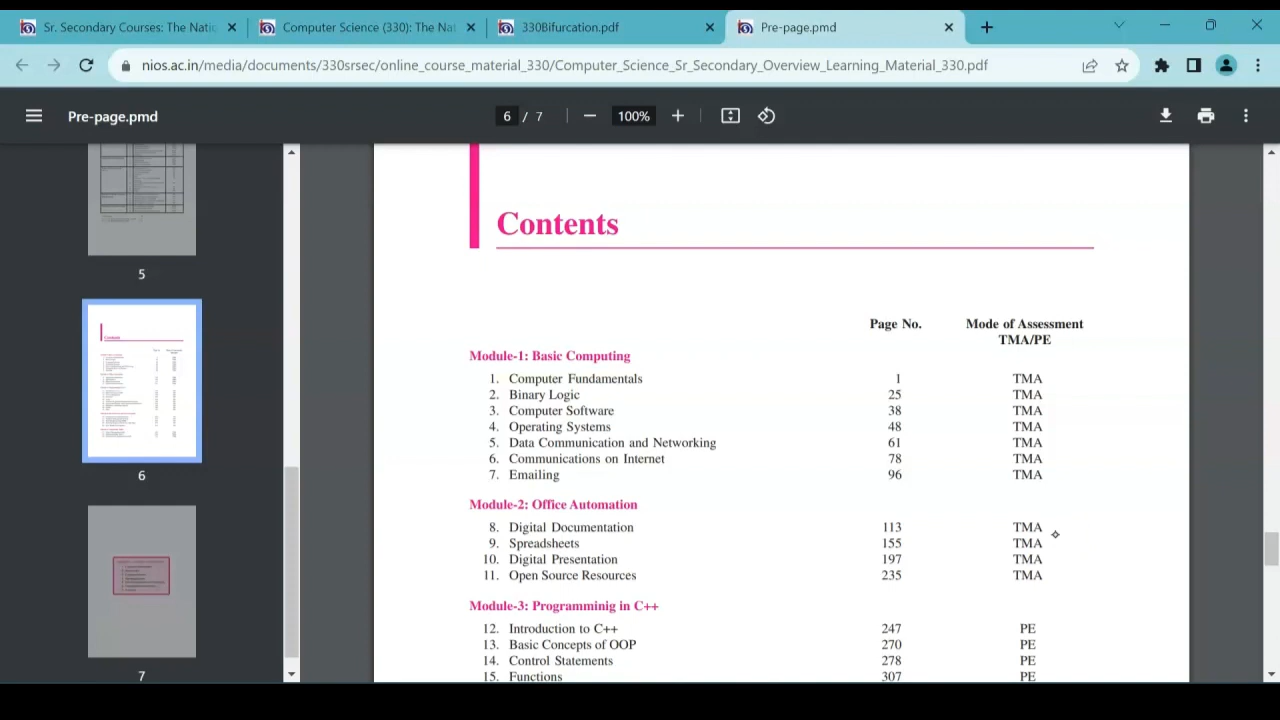 Sr. Secondary Courses: The Natio
Computer Science (330): The Nat
330Bifurcation.pdf
Pre-page.pmd
nios.ac.in/media/documents/330srsec/online_course_material_330/Computer_Science_Sr_Secondary_Overview_Learning_Material_330.pdf
Pre-page.pmd
6 / 7
100%
5
6
7
Contents
Page No. Mode of Assessment
TMA/PE
Module-1: Basic Computing
1. Computer Fundamentals 1 TMA
2. Binary Logic 25 TMA
3. Computer Software 38 TMA
4. Operating Systems 48 TMA
5. Data Communication and Networking 61 TMA
6. Communications on Internet 78 TMA
7. Emailing 96 TMA
Module-2: Office Automation
8. Digital Documentation 113 TMA
9. Spreadsheets 155 TMA
10. Digital Presentation 197 TMA
11. Open Source Resources 235 TMA
Module-3: Programminig in C++
12. Introduction to C++ 247 PE
13. Basic Concepts of OOP 270 PE
14. Control Statements 278 PE
15. Functions 307 PE